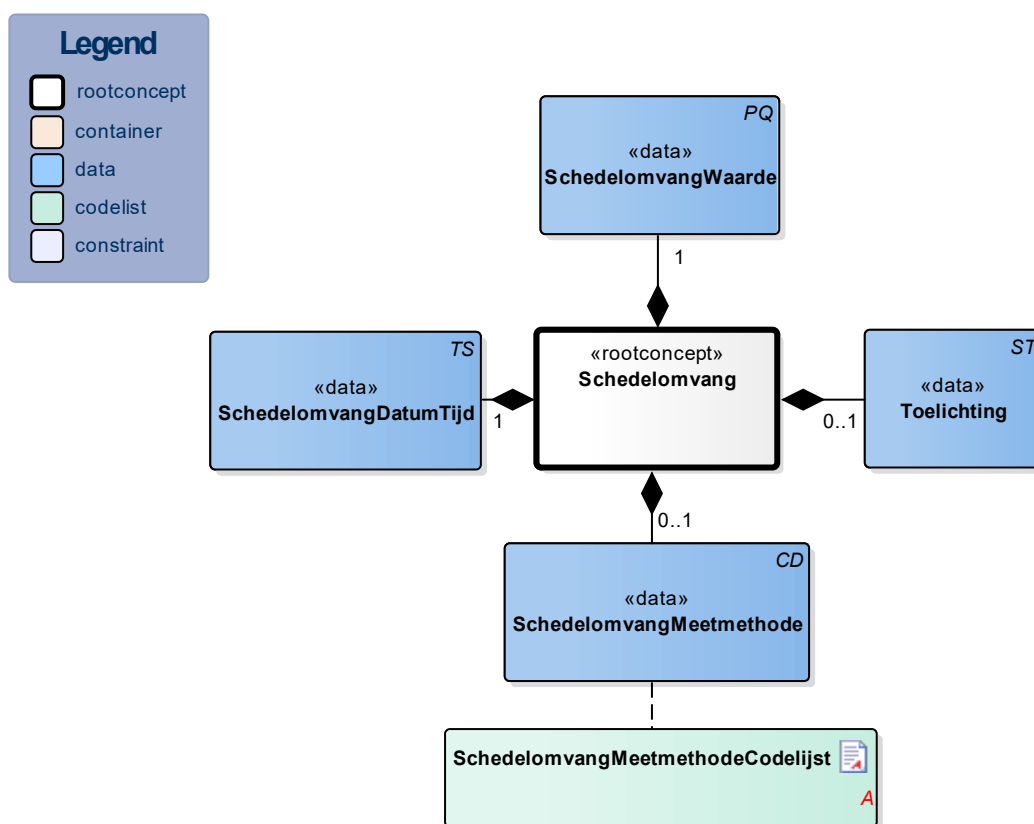 Legend
rootconcept
container
data
codelist
constraint
PQ
«data»
SchedelomvangWaarde
1
TS
«data»
SchedelomvangDatumTijd
1
«rootconcept»
Schedelomvang
ST
«data»
Toelichting
0..1
0..1
CD
«data»
SchedelomvangMeetmethode
SchedelomvangMeetmethodeCodelijst
A